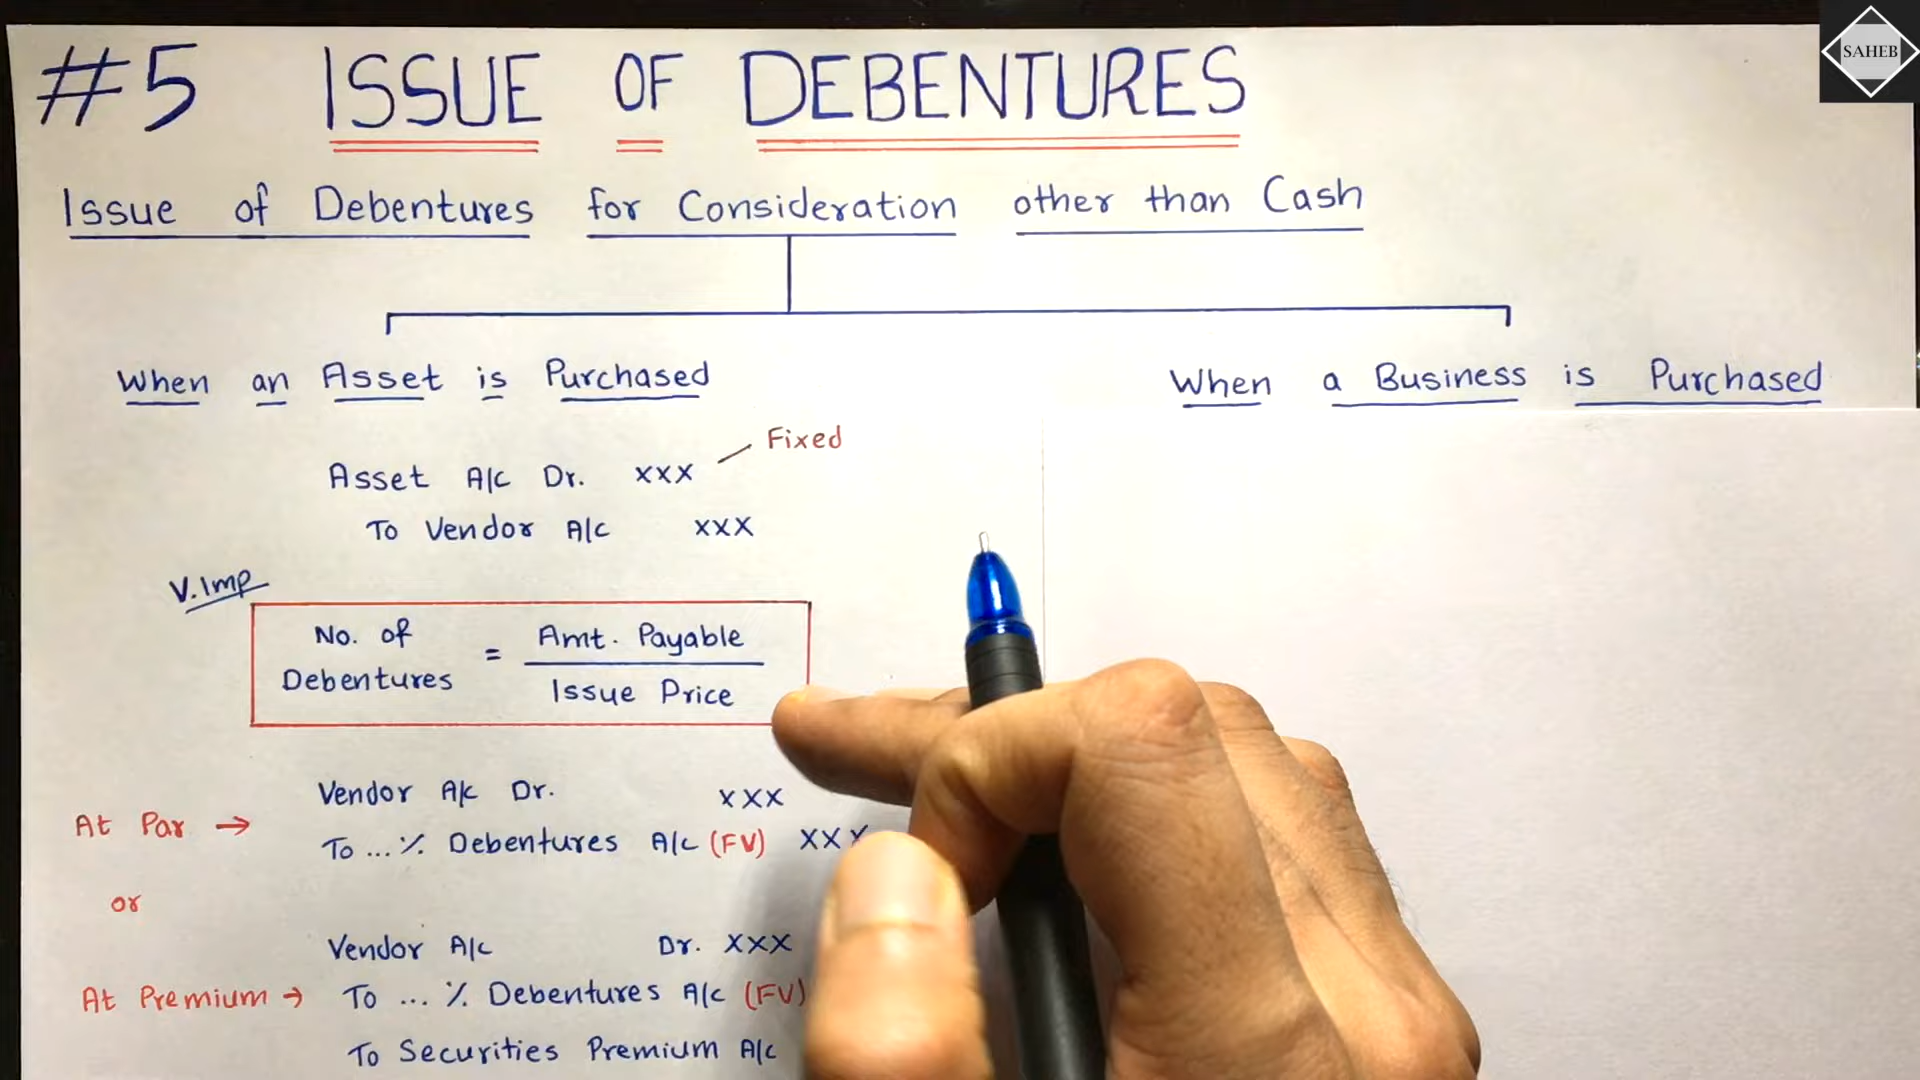 #5 ISSUE OF DEBENTURES
SAHEB
Issue of Debentures for Consideration other than Cash
When an Asset is Purchased
Fixed
Asset A/c Dr. XXX
To Vendor A/c XXX
V.Imp
No. of Debentures = Amt. Payable
Issue Price
At Par →
Vendor A/c Dr. XXX
To ...% Debentures A/c (FV) XXX
or
At Premium →
Vendor A/c Dr. XXX
To ...% Debentures A/c (FV)
To Securities Premium A/c
When a Business is Purchased